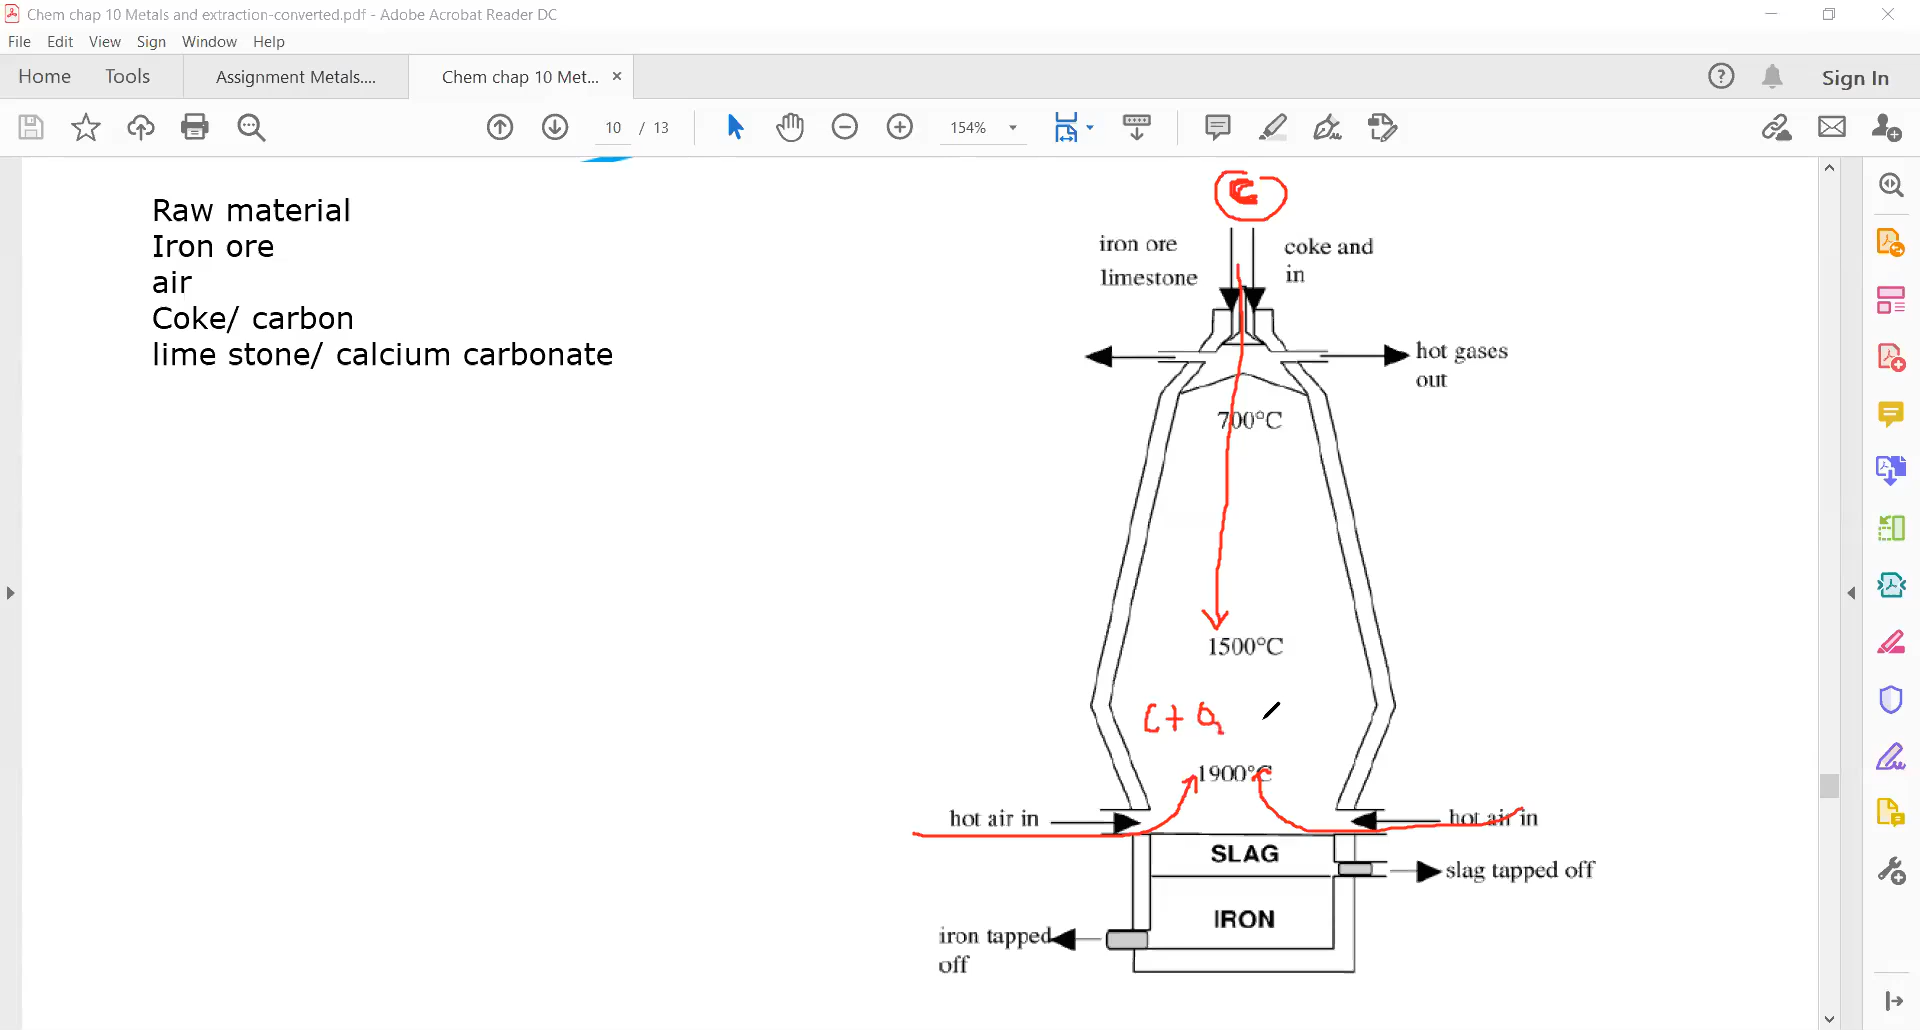 Chem chap 10 Metals and extraction-converted.pdf - Adobe Acrobat Reader DC
File Edit View Sign Window Help
Home Tools Assignment Metals.... Chem chap 10 Met... × ? Sign In
10 / 13 154%
Raw material
Iron ore
air
Coke/ carbon
lime stone/ calcium carbonate
C
iron ore
limestone
coke and
in
hot gases
out
700°C
1500°C
C + O2
1900°C
hot air in
hot air in
SLAG
slag tapped off
IRON
iron tapped
off